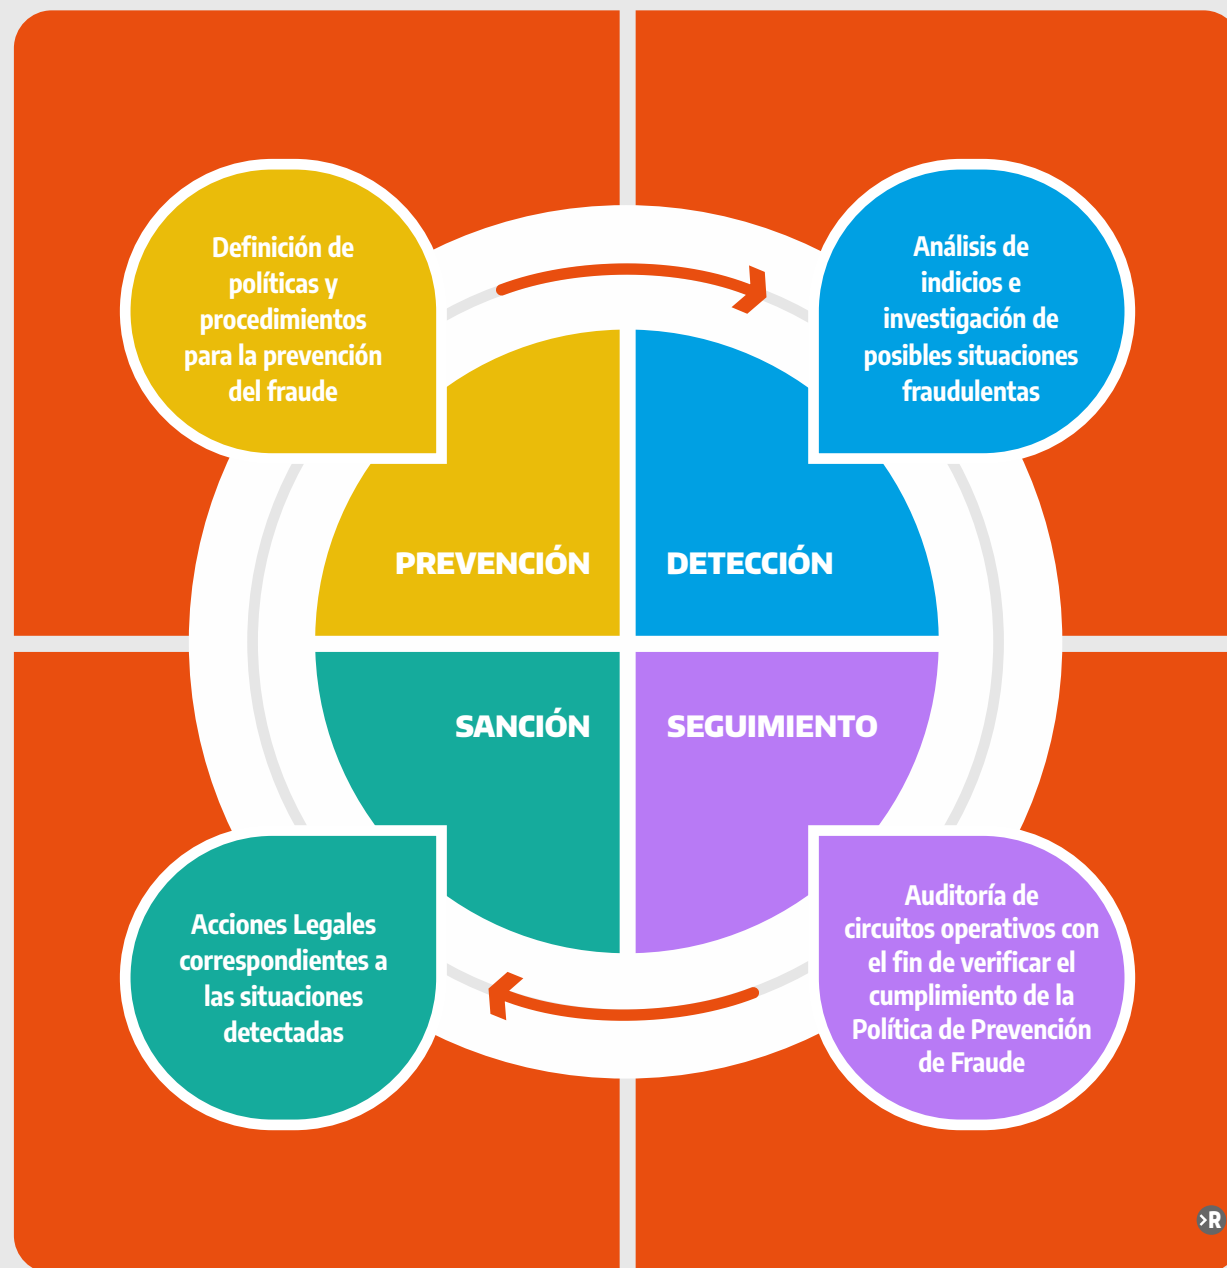 Definición de
políticas y
procedimientos
para la prevención
del fraude
Análisis de
indicios e
investigación de
posibles situaciones
fraudulentas
PREVENCIÓN
DETECCIÓN
SANCIÓN
SEGUIMIENTO
Acciones Legales
correspondientes a
las situaciones
detectadas
Auditoría de
circuitos operativos con
el fin de verificar el
cumplimiento de la
Política de Prevención
de Fraude
>R